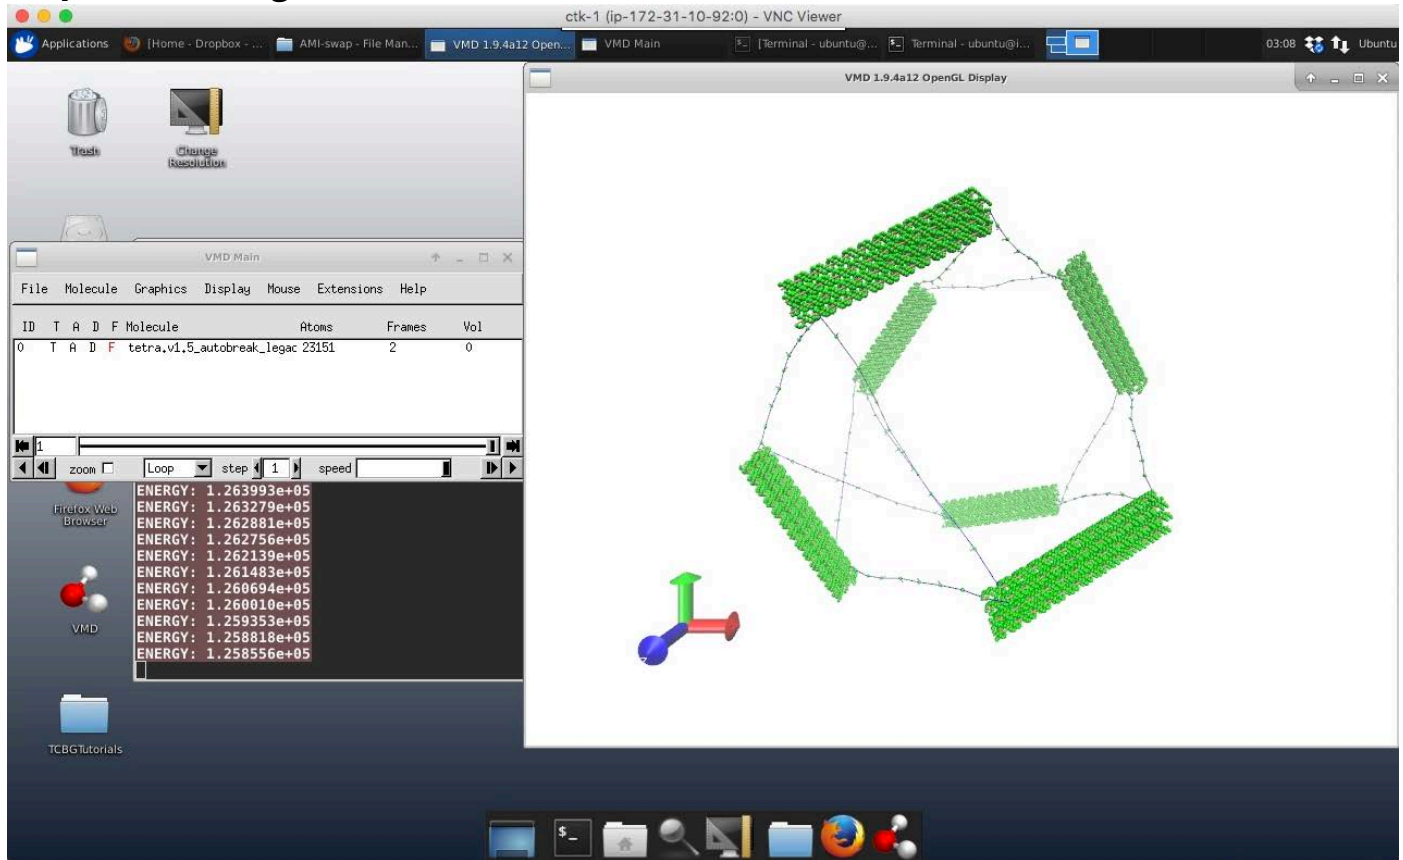 ctk-1 (ip-172-31-10-92:0) - VNC Viewer
Applications
[Home - Dropbox - ...
AMI-swap - File Man...
VMD 1.9.4a12 Open...
VMD Main
[Terminal - ubuntu@...
Terminal - ubuntu@i...
03:08
Ubuntu
VMD 1.9.4a12 OpenGL Display
Trash
Change
Resolution
VMD Main
File Molecule Graphics Display Mouse Extensions Help
ID T A D F Molecule Atoms Frames Vol
0 T A D F tetra.v1.5_autobreak_legac 23151 2 0
1
zoom Loop step 1 speed
Firefox Web
Browser
ENERGY: 1.263993e+05
ENERGY: 1.263279e+05
ENERGY: 1.262881e+05
ENERGY: 1.262756e+05
ENERGY: 1.262139e+05
ENERGY: 1.261483e+05
ENERGY: 1.260694e+05
ENERGY: 1.260010e+05
ENERGY: 1.259353e+05
ENERGY: 1.258818e+05
ENERGY: 1.258556e+05
VMD
TCBGTutorials
$_